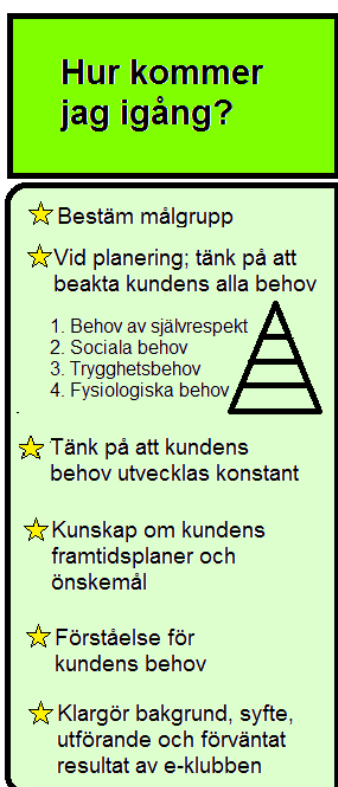 Hur kommer
jag igång?
Bestäm målgrupp
Vid planering; tänk på att
beakta kundens alla behov
1. Behov av självrespekt
2. Sociala behov
3. Trygghetsbehov
4. Fysiologiska behov
Tänk på att kundens
behov utvecklas konstant
Kunskap om kundens
framtidsplaner och
önskemål
Förståelse för
kundens behov
Klargör bakgrund, syfte,
utförande och förväntat
resultat av e-klubben